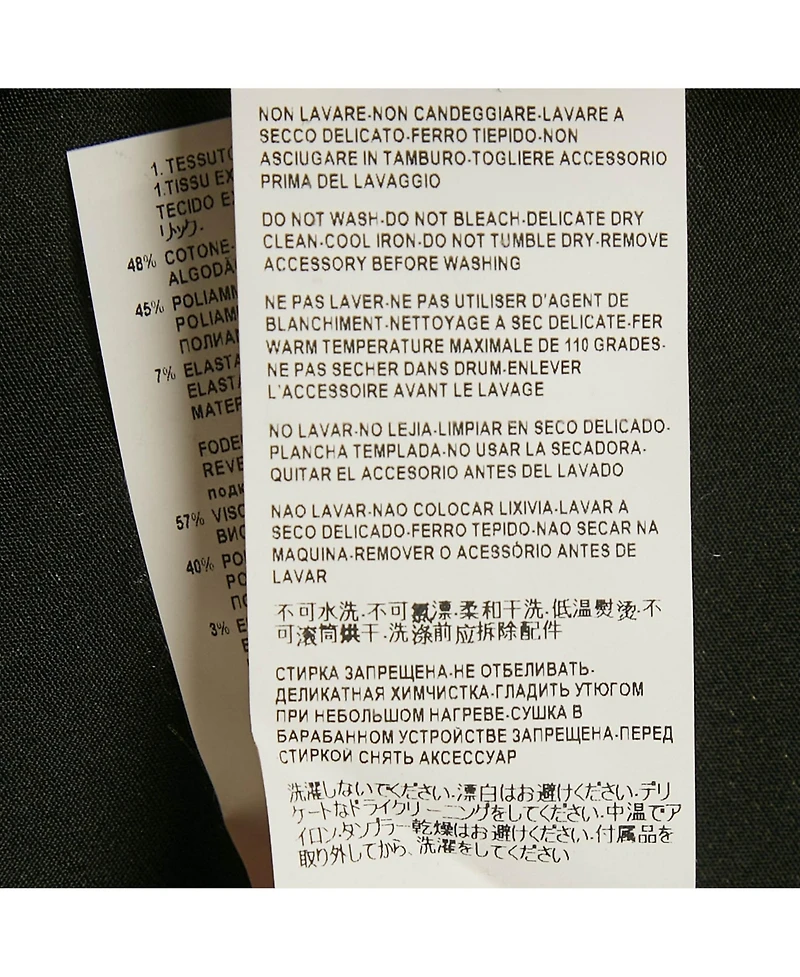 1. TESSUTO
1.TISSU EX
TECIDO EX
リック.
48% COTONE-
ALGODÃ
45% POLIAMM
POLIAM
ПОЛИАМ
7% ELASTA
ELAST
MATER
FODE
REVE
подк
57% VISC
ВИС
40% PO
PO
ПО
3% E
E
NON LAVARE-NON CANDEGGIARE-LAVARE A
SECCO DELICATO-FERRO TIEPIDO-NON
ASCIUGARE IN TAMBURO-TOGLIERE ACCESSORIO
PRIMA DEL LAVAGGIO
DO NOT WASH-DO NOT BLEACH-DELICATE DRY
CLEAN-COOL IRON-DO NOT TUMBLE DRY-REMOVE
ACCESSORY BEFORE WASHING
NE PAS LAVER-NE PAS UTILISER D'AGENT DE
BLANCHIMENT-NETTOYAGE A SEC DELICATE-FER
WARM TEMPERATURE MAXIMALE DE 110 GRADES-
NE PAS SECHER DANS DRUM-ENLEVER
L'ACCESSOIRE AVANT LE LAVAGE
NO LAVAR-NO LEJIA-LIMPIAR EN SECO DELICADO-
PLANCHA TEMPLADA-NO USAR LA SECADORA-
QUITAR EL ACCESORIO ANTES DEL LAVADO
NAO LAVAR-NAO COLOCAR LIXIVIA-LAVAR A
SECO DELICADO-FERRO TEPIDO-NAO SECAR NA
MAQUINA-REMOVER O ACESSÒRIO ANTES DE
LAVAR
不可水洗-不可氯漂-柔和干洗-低温熨烫-不
可滚筒烘干-洗涤前应拆除配件
СТИРКА ЗАПРЕЩЕНА-НЕ ОТБЕЛИВАТЬ-
ДЕЛИКАТНАЯ ХИМЧИСТКА-ГЛАДИТЬ УТЮГОМ
ПРИ НЕБОЛЬШОМ НАГРЕВЕ-СУШКА В
БАРАБАННОМ УСТРОЙСТВЕ ЗАПРЕЩЕНА-ПЕРЕД
СТИРКОЙ СНЯТЬ АКСЕССУАР
洗濯しないでください-漂白はお避けください-デリ
ケートなドライクリーニングをしてください-中温でア
イロン-タンブラー乾燥はお避けください-付属品を
取り外してから、洗濯をしてください